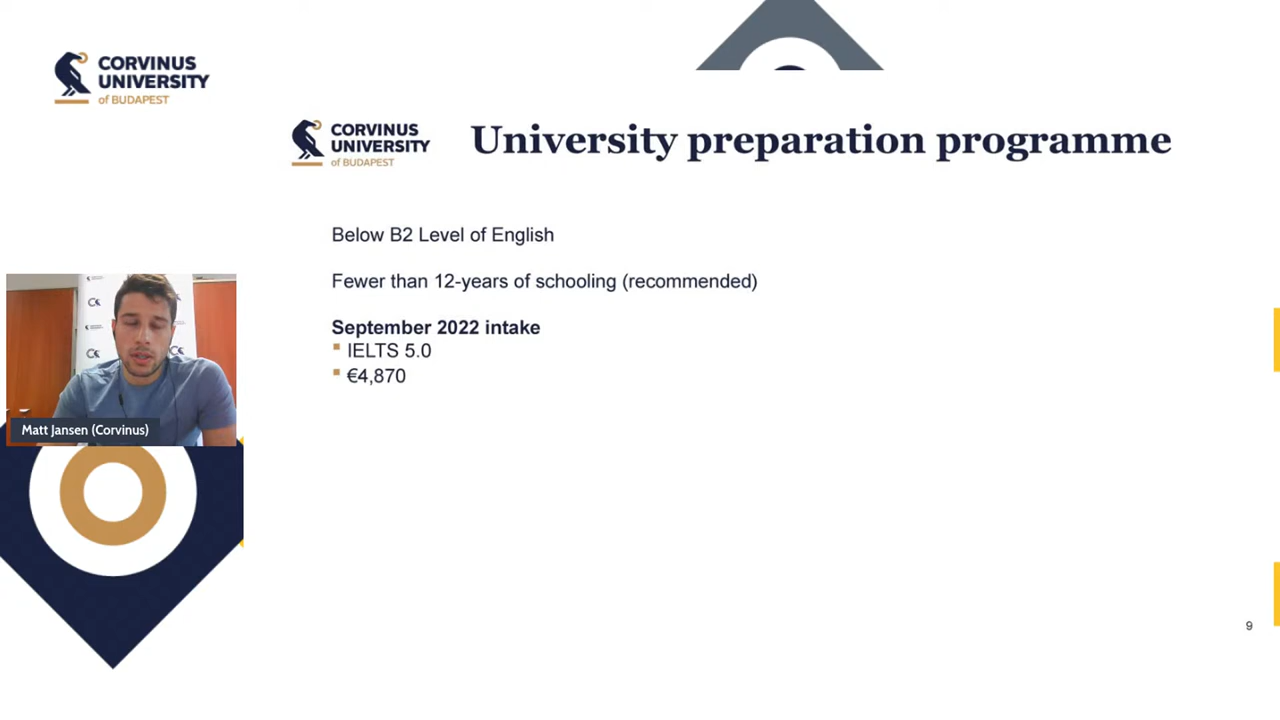 CORVINUS
UNIVERSITY
of BUDAPEST
CORVINUS
UNIVERSITY
of BUDAPEST
University preparation programme
Below B2 Level of English
Fewer than 12-years of schooling (recommended)
September 2022 intake
IELTS 5.0
€4,870
Matt Jansen (Corvinus)
9